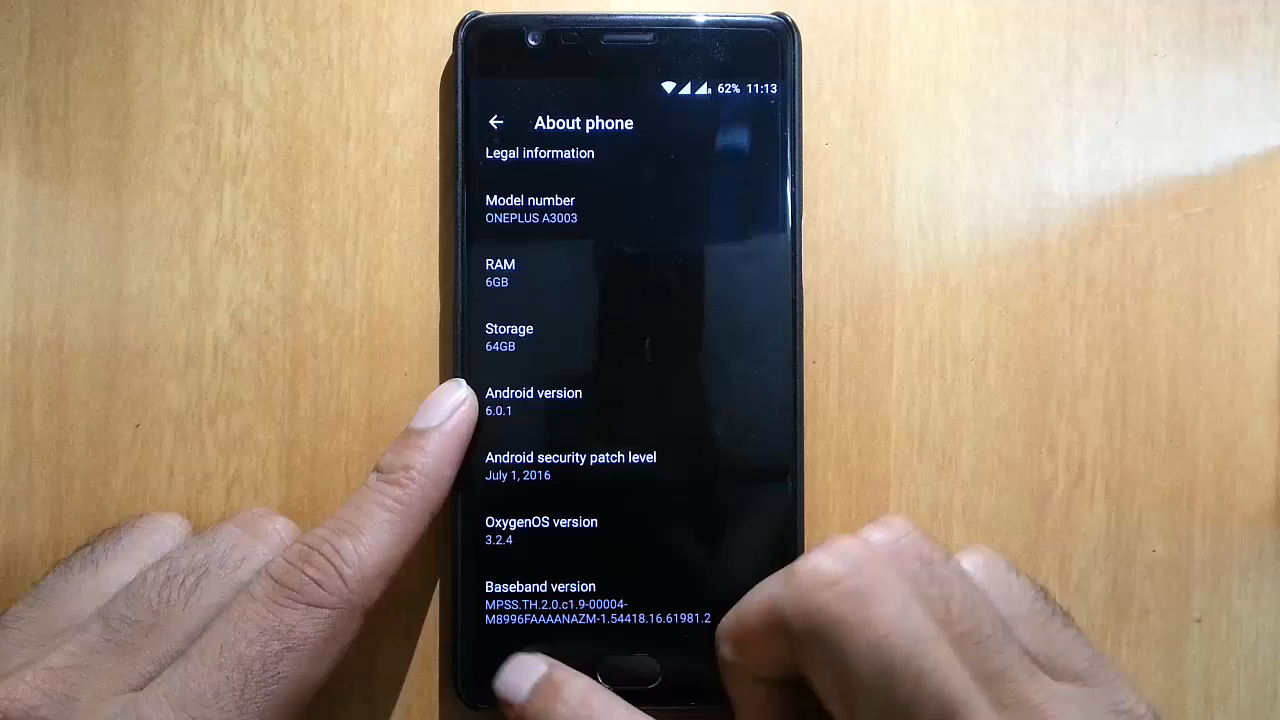 62% 11:13
About phone
Legal information
Model number
ONEPLUS A3003
RAM
6GB
Storage
64GB
Android version
6.0.1
Android security patch level
July 1, 2016
OxygenOS version
3.2.4
Baseband version
MPSS.TH.2.0.c1.9-00004-
M8996FAAAANAZM-1.54418.16.61981.2